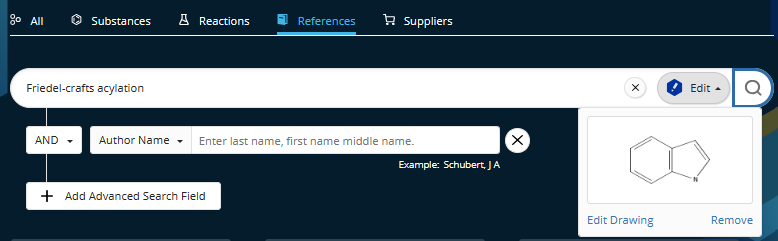 All Substances Reactions References Suppliers
Friedel-crafts acylation Edit
AND Author Name Enter last name, first name middle name.
Example: Schubert, J A
Add Advanced Search Field
N
Edit Drawing Remove